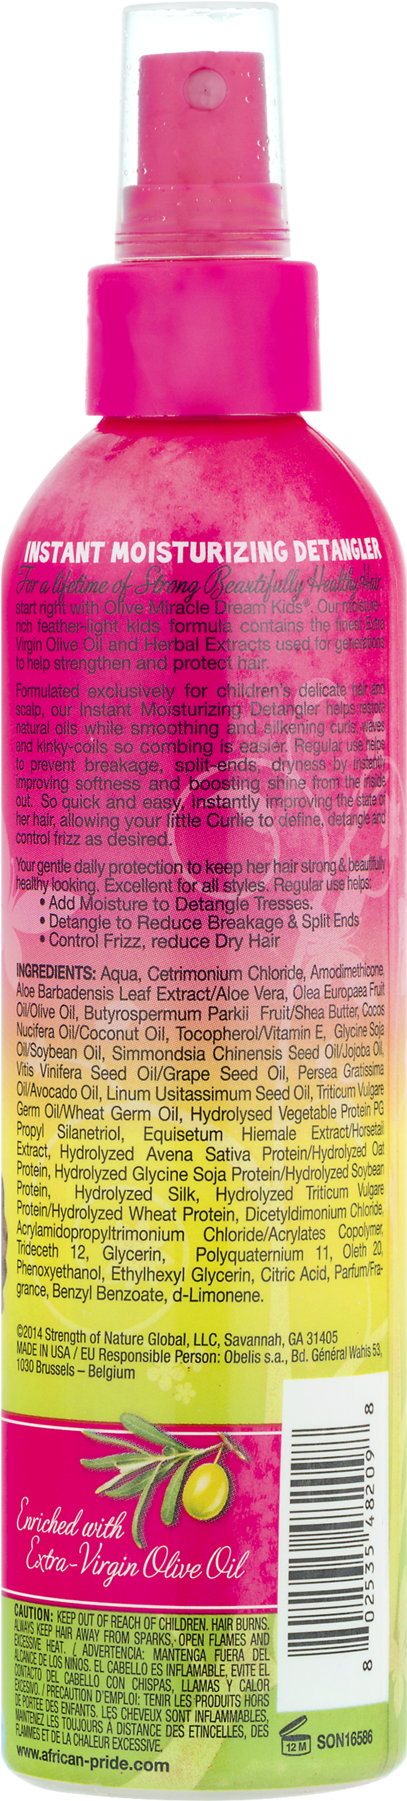 INSTANT MOISTURIZING DETANGLER
For a lifetime of Strong Beautifully Healthy Hair
start right with Olive Miracle Dream Kids®. Our moisture-
rich feather-light kids formula contains the finest Extra
Virgin Olive Oil and Herbal Extracts used for generations
to help strengthen and protect hair.
Formulated exclusively for children's delicate hair and
scalp, our Instant Moisturizing Detangler helps restore
natural oils while smoothing and silkening curls, waves
and kinky-coils so combing is easier. Regular use helps
to prevent breakage, split-ends, dryness by instantly
improving softness and boosting shine from the inside
out. So quick and easy, instantly improving the state of
her hair, allowing your little Curlie to define, detangle and
control frizz as desired.
Your gentle daily protection to keep her hair strong & beautifully
healthy looking. Excellent for all styles. Regular use helps:
• Add Moisture to Detangle Tresses.
• Detangle to Reduce Breakage & Split Ends
• Control Frizz, reduce Dry Hair
INGREDIENTS: Aqua, Cetrimonium Chloride, Amodimethicone,
Aloe Barbadensis Leaf Extract/Aloe Vera, Olea Europaea Fruit
Oil/Olive Oil, Butyrospermum Parkii Fruit/Shea Butter, Cocos
Nucifera Oil/Coconut Oil, Tocopherol/Vitamin E, Glycine Soja
Oil/Soybean Oil, Simmondsia Chinensis Seed Oil/Jojoba Oil,
Vitis Vinifera Seed Oil/Grape Seed Oil, Persea Gratissima
Oil/Avocado Oil, Linum Usitassimum Seed Oil, Triticum Vulgare
Germ Oil/Wheat Germ Oil, Hydrolysed Vegetable Protein PG
Propyl Silanetriol, Equisetum Hiemale Extract/Horsetail
Extract, Hydrolyzed Avena Sativa Protein/Hydrolyzed Oat
Protein, Hydrolyzed Glycine Soja Protein/Hydrolyzed Soybean
Protein, Hydrolyzed Silk, Hydrolyzed Triticum Vulgare
Protein/Hydrolyzed Wheat Protein, Dicetyldimonium Chloride,
Acrylamidopropyltrimonium Chloride/Acrylates Copolymer,
Trideceth 12, Glycerin, Polyquaternium 11, Oleth 20,
Phenoxyethanol, Ethylhexyl Glycerin, Citric Acid, Parfum/Fra-
grance, Benzyl Benzoate, d-Limonene.
©2014 Strength of Nature Global, LLC, Savannah, GA 31405
MADE IN USA / EU Responsible Person: Obelis s.a., Bd. Général Wahis 53,
1030 Brussels – Belgium
Enriched with
Extra-Virgin Olive Oil
CAUTION: KEEP OUT OF REACH OF CHILDREN. HAIR BURNS.
ALWAYS KEEP HAIR AWAY FROM SPARKS, OPEN FLAMES AND
EXCESSIVE HEAT. / ADVERTENCIA: MANTENGA FUERA DEL
ALCANCE DE LOS NIÑOS. EL CABELLO ES INFLAMABLE, EVITE EL
CONTACTO DEL CABELLO CON CHISPAS, LLAMAS Y CALOR
EXCESIVO. / PRÉCAUTION D'EMPLOI: TENIR LES PRODUITS HORS
DE PORTÉE DES ENFANTS. LES CHEVEUX SONT INFLAMMABLES,
MAINTENEZ LES TOUJOURS À DISTANCE DES ETINCELLES, DES
FLAMMES ET DE LA CHALEUR EXCESSIVE.
www.african-pride.com
8 02535 48209 8
12 M
SON16586